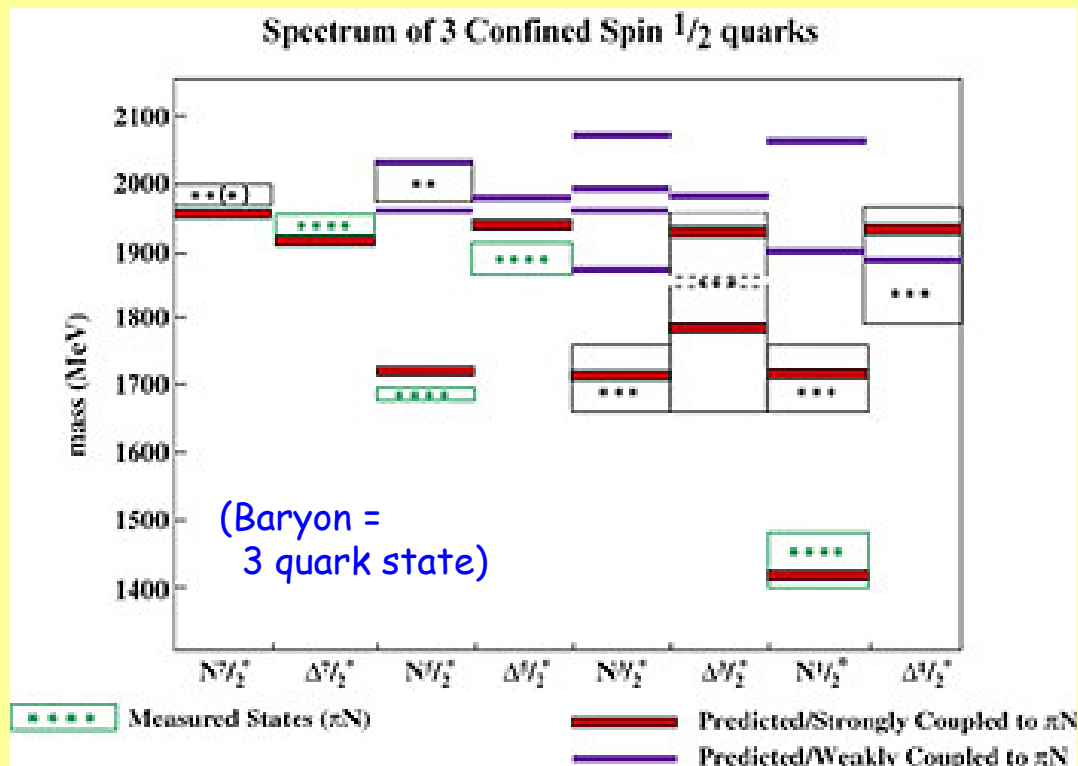 Spectrum of 3 Confined Spin 1/2 quarks
mass (MeV)
2100
2000
1900
1800
1700
1600
1500
1400
(Baryon =
3 quark state)
N7/2+ Δ7/2+ N5/2+ Δ5/2+ N3/2+ Δ3/2+ N1/2+ Δ1/2+
Measured States (πN)
Predicted/Strongly Coupled to πN
Predicted/Weakly Coupled to πN